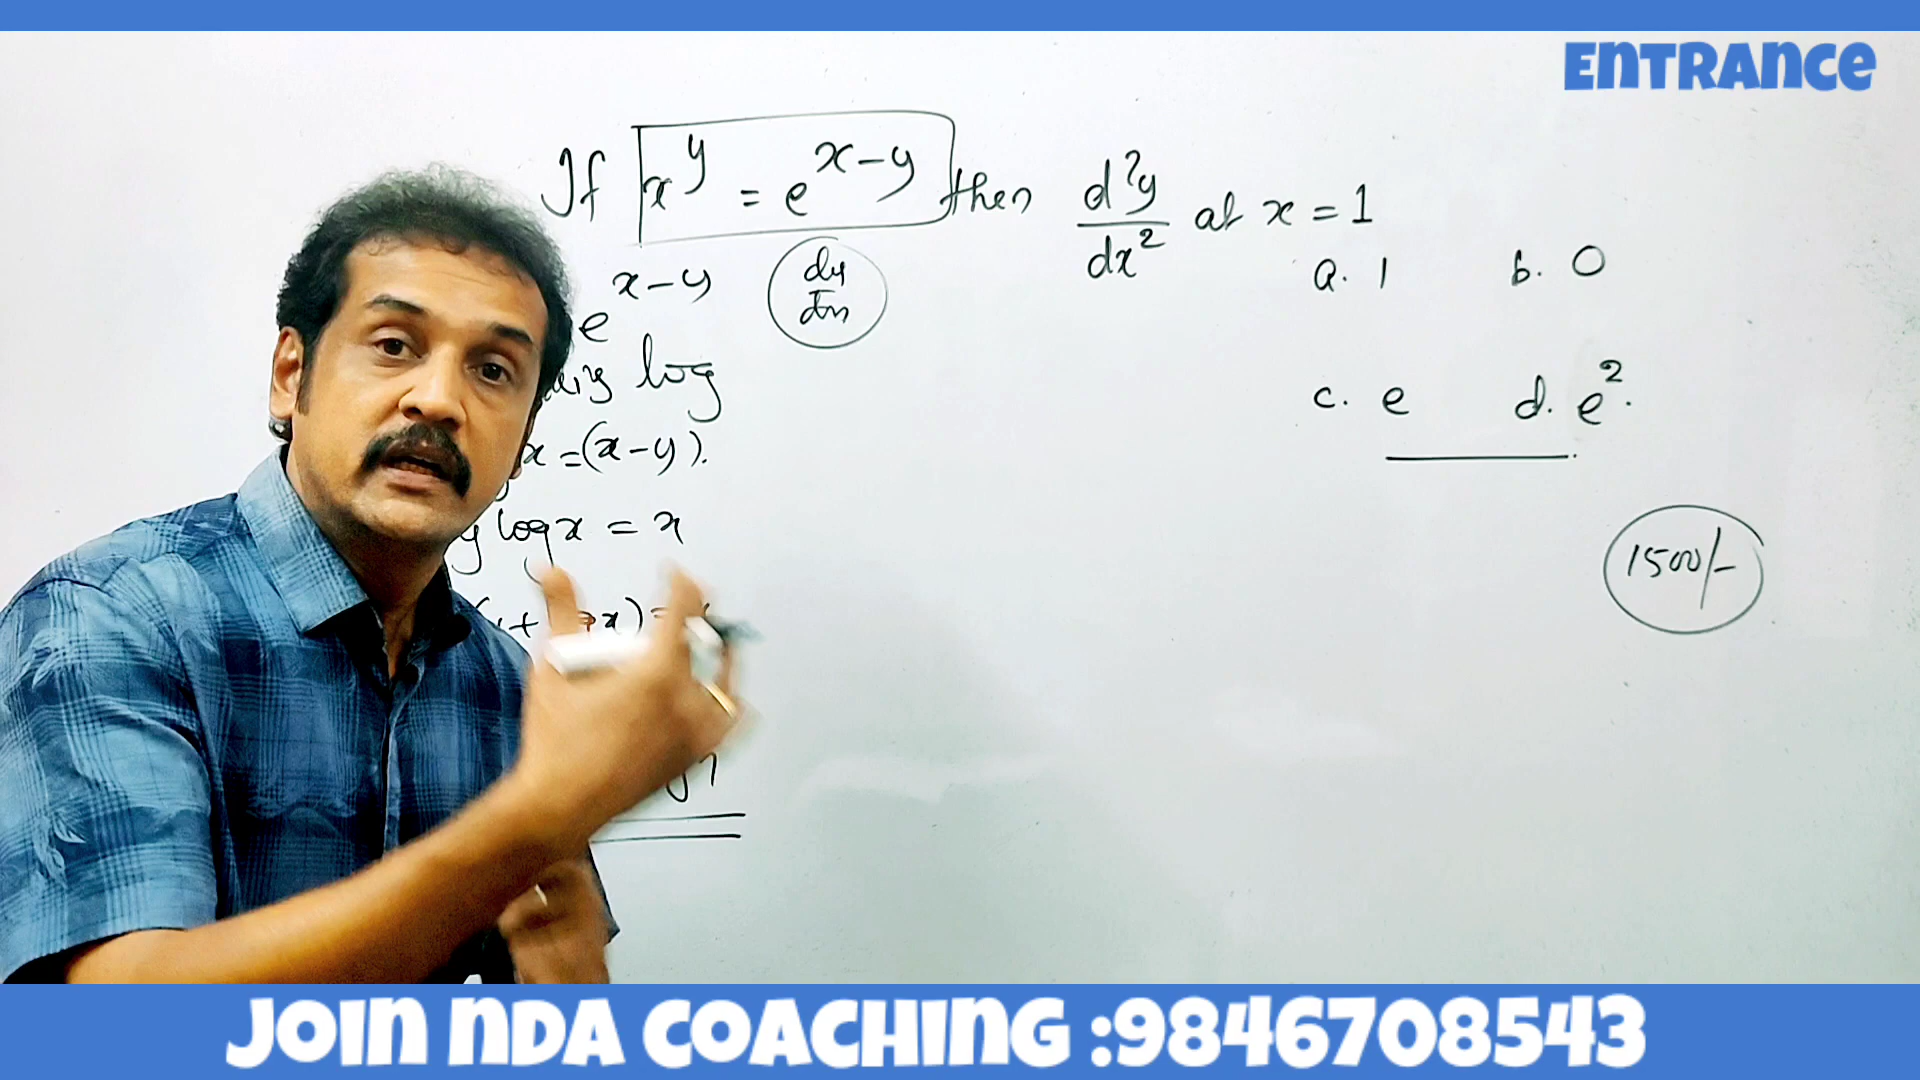 ENTRANCE
If x^y = e^(x-y) then d²y/dx² at x = 1
a. 1 b. 0
e^(x-y) dy/dx
log
c. e d. e².
x = (x-y).
y log x = x
1500/-
JOIN NDA COACHING :9846708543